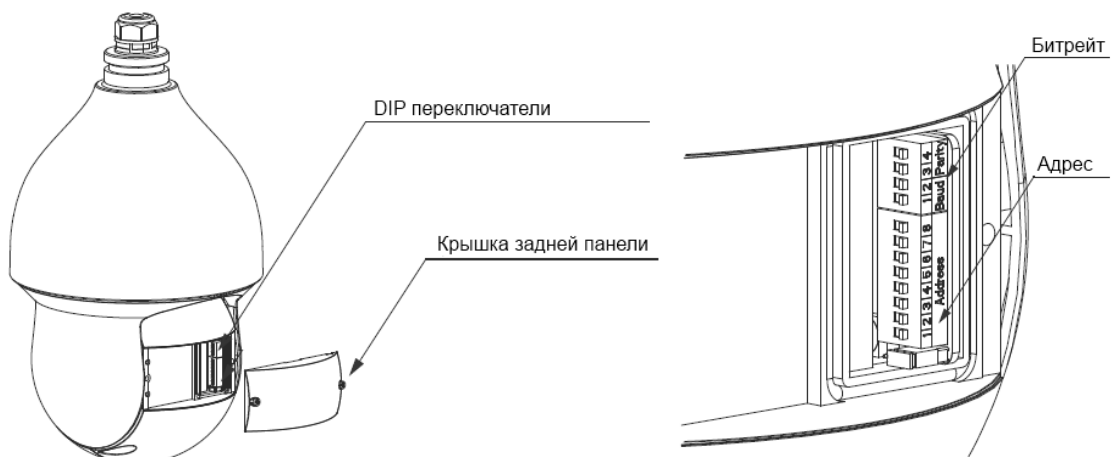 DIP переключатели
Крышка задней панели
Битрейт
Адрес
1 2 3 4
Baud Parity
1 2 3 4 5 6 7 8
Address